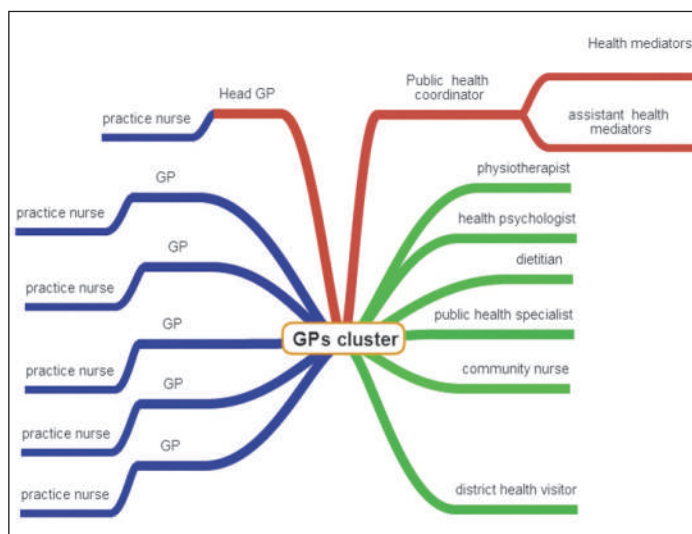 Head GP
practice nurse
GP
practice nurse
GP
practice nurse
GP
practice nurse
GP
practice nurse
GP
practice nurse
GPs cluster
Public health
coordinator
Health mediators
assistant health
mediators
physiotherapist
health psychologist
dietitian
public health specialist
community nurse
district health visitor